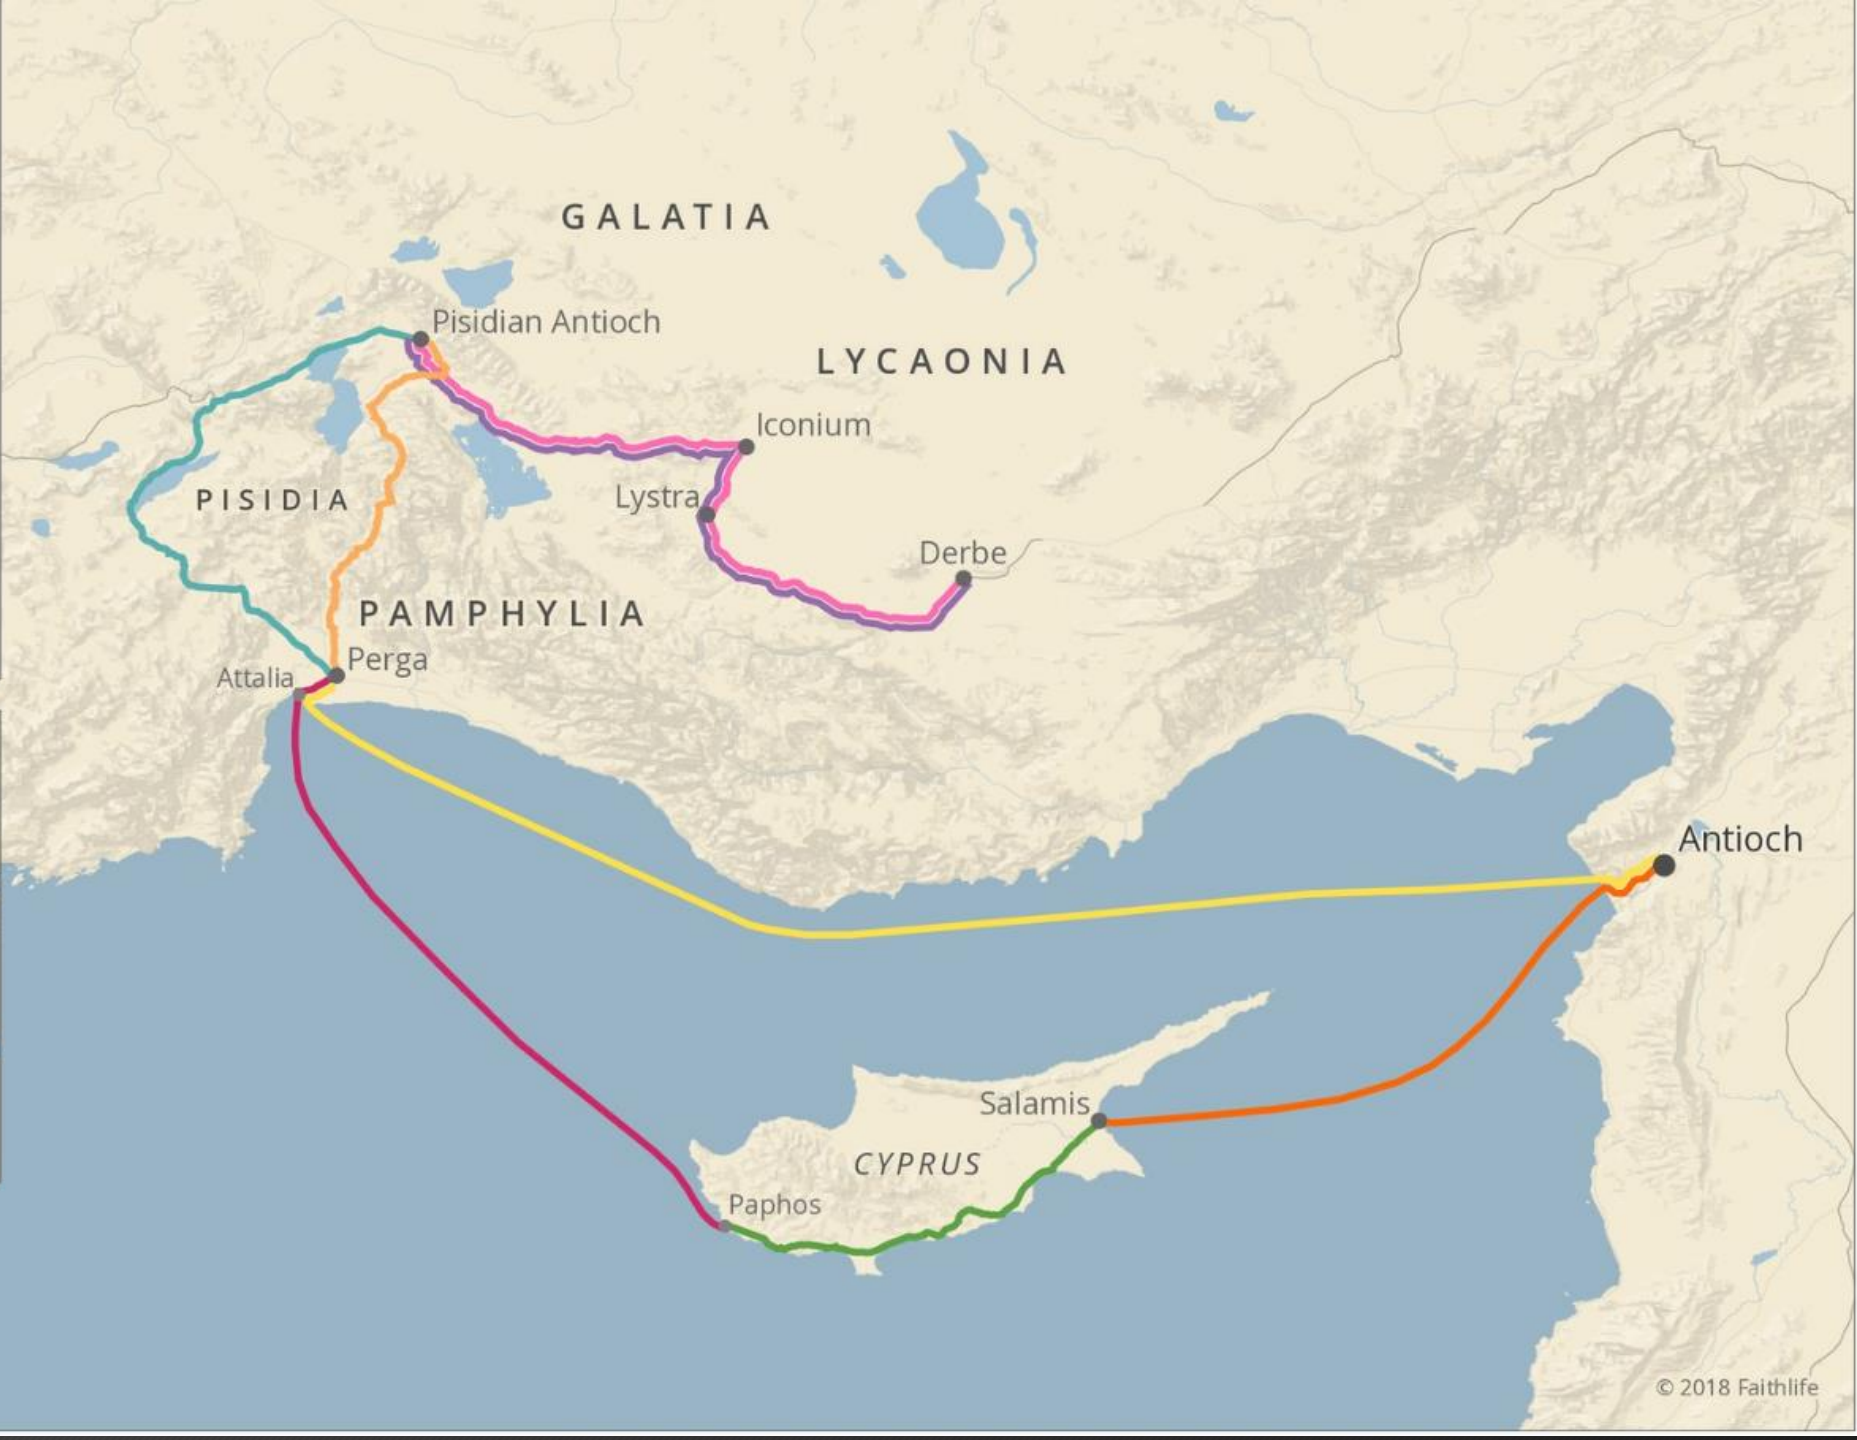 GALATIA
Pisidian Antioch
LYCAONIA
Iconium
Lystra
PISIDIA
Derbe
PAMPHYLIA
Perga
Attalia
Antioch
Salamis
CYPRUS
Paphos
© 2018 Faithlife